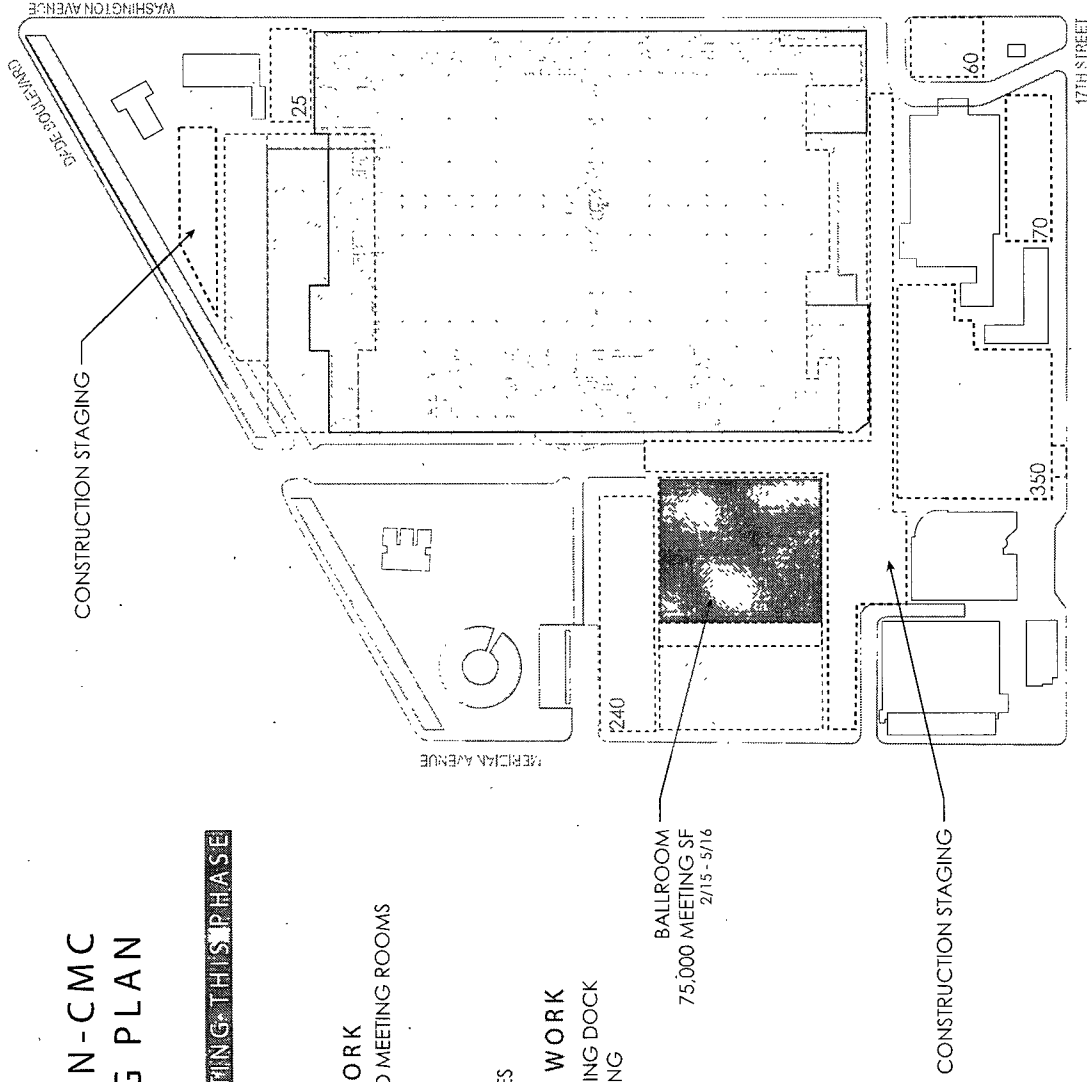 N-CMC
G PLAN
TING THIS PHASE
ORK
D MEETING ROOMS
ES
WORK
ING DOCK
NG
CONSTRUCTION STAGING
DADE BOULEVARD
WASHINGTON AVENUE
25
60
17TH STREET
70
350
240
MERIDIAN AVENUE
BALLROOM
75,000 MEETING SF
2/15 - 5/16
CONSTRUCTION STAGING